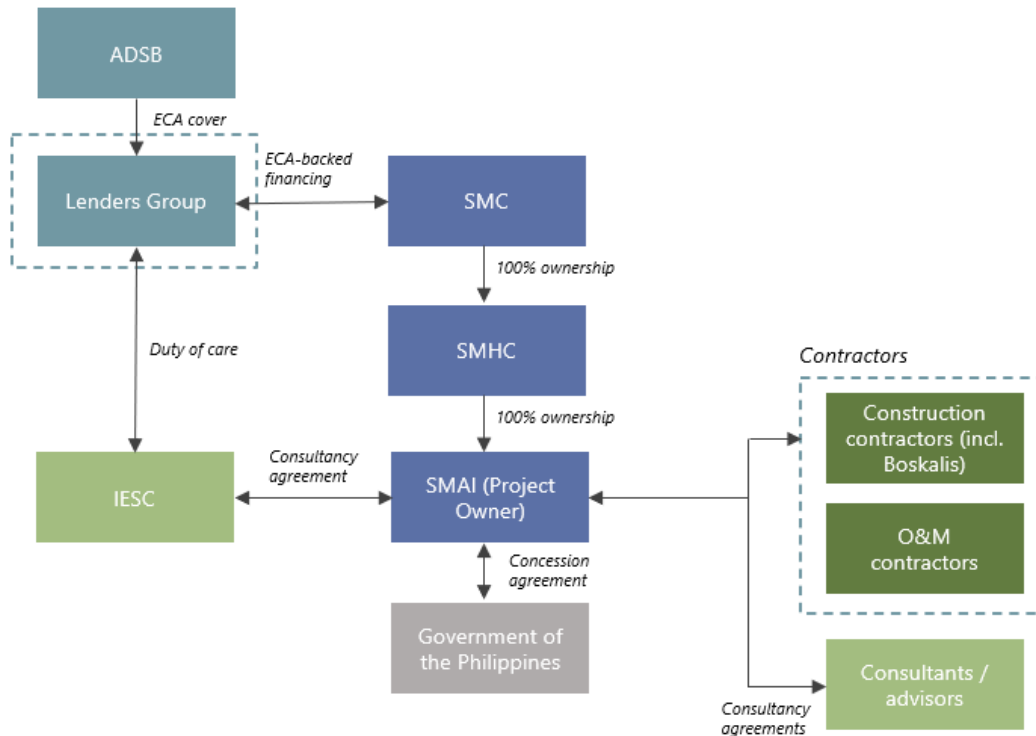 ADSB
ECA cover
Lenders Group
ECA-backed
financing
SMC
100% ownership
SMHC
Duty of care
100% ownership
Contractors
Construction
contractors (incl.
Boskalis)
IESC
Consultancy
agreement
SMAI (Project
Owner)
O&M
contractors
Concession
agreement
Government of
the Philippines
Consultants /
advisors
Consultancy
agreements